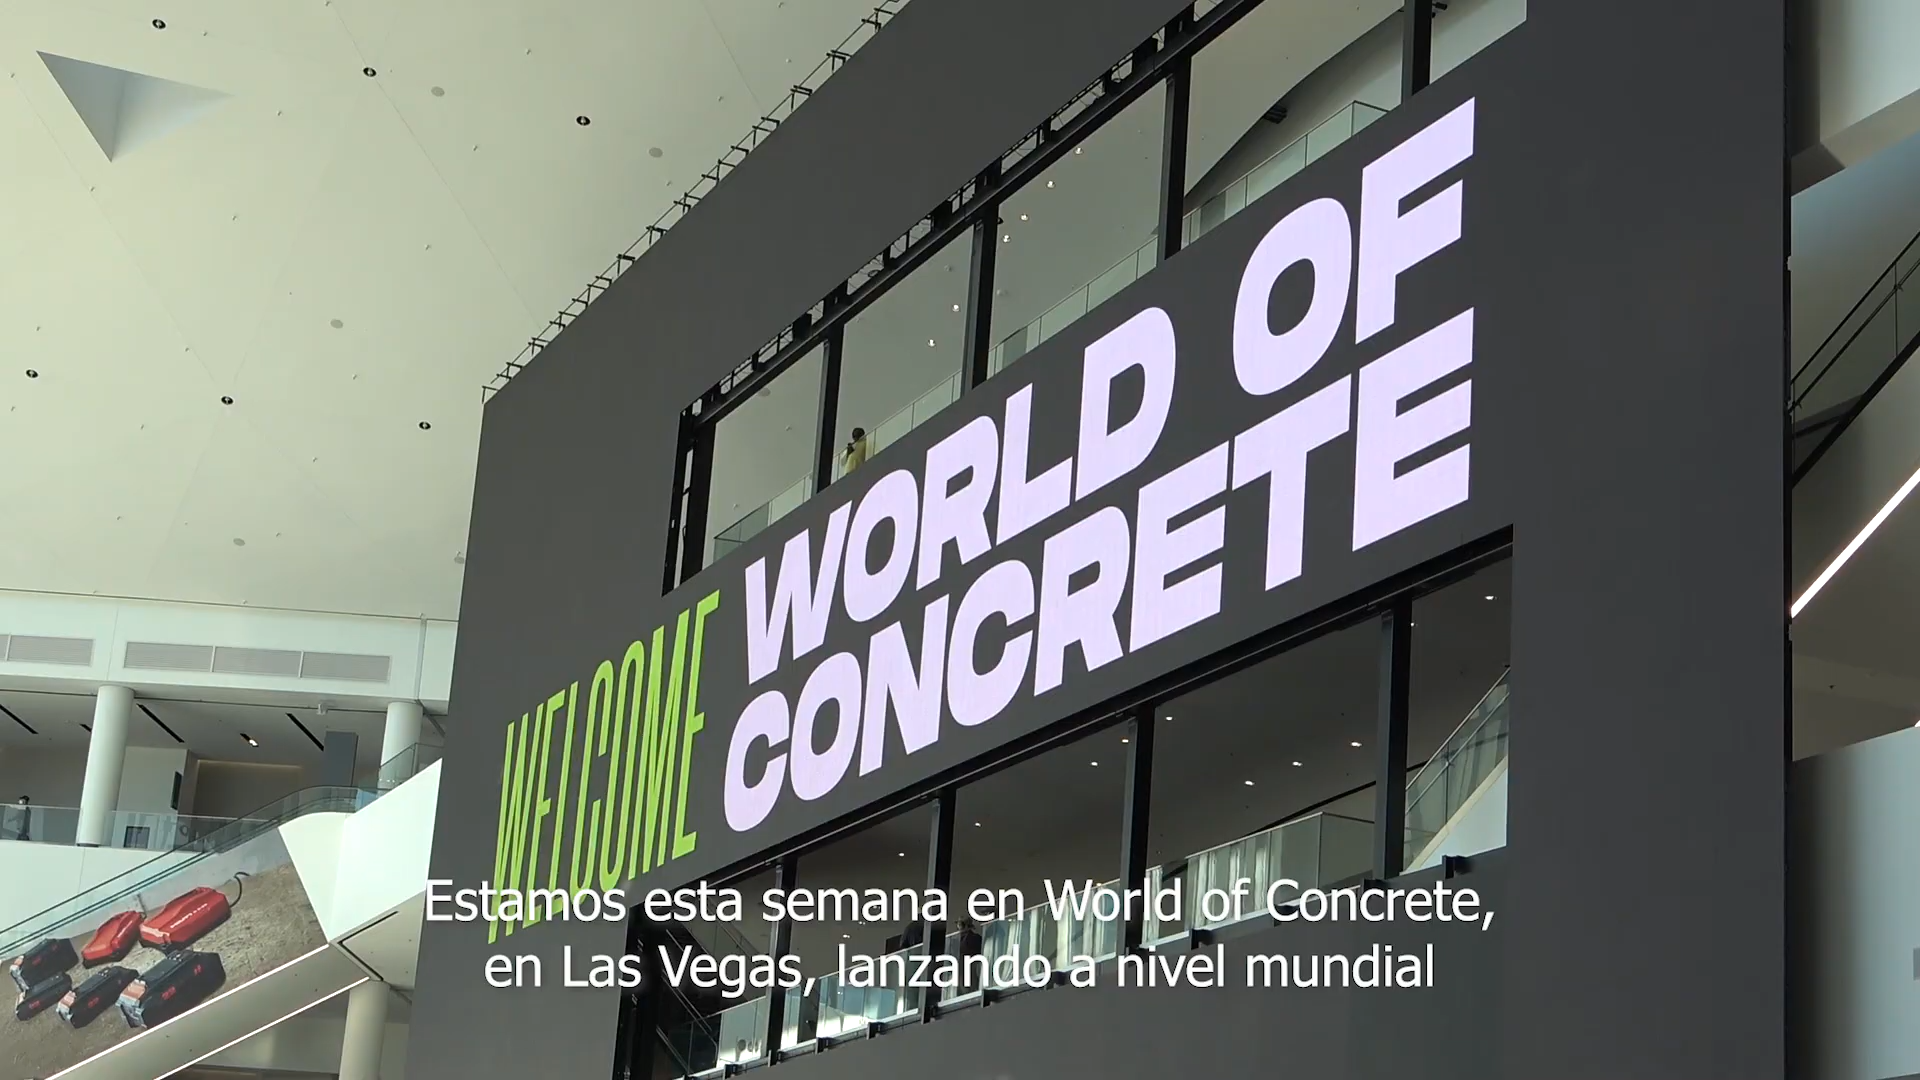 WELCOME
WORLD OF
CONCRETE
Estamos esta semana en World of Concrete,
en Las Vegas, lanzando a nivel mundial